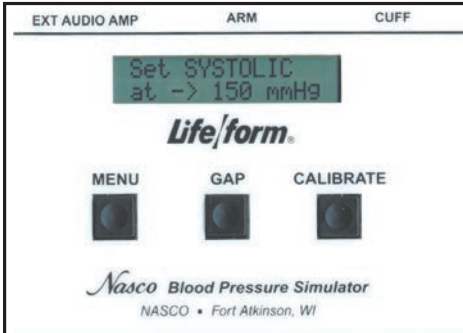 EXT AUDIO AMP ARM CUFF
Set SYSTOLIC
at -> 150 mmHg
Life/form®
MENU GAP CALIBRATE
Nasco Blood Pressure Simulator
NASCO • Fort Atkinson, WI